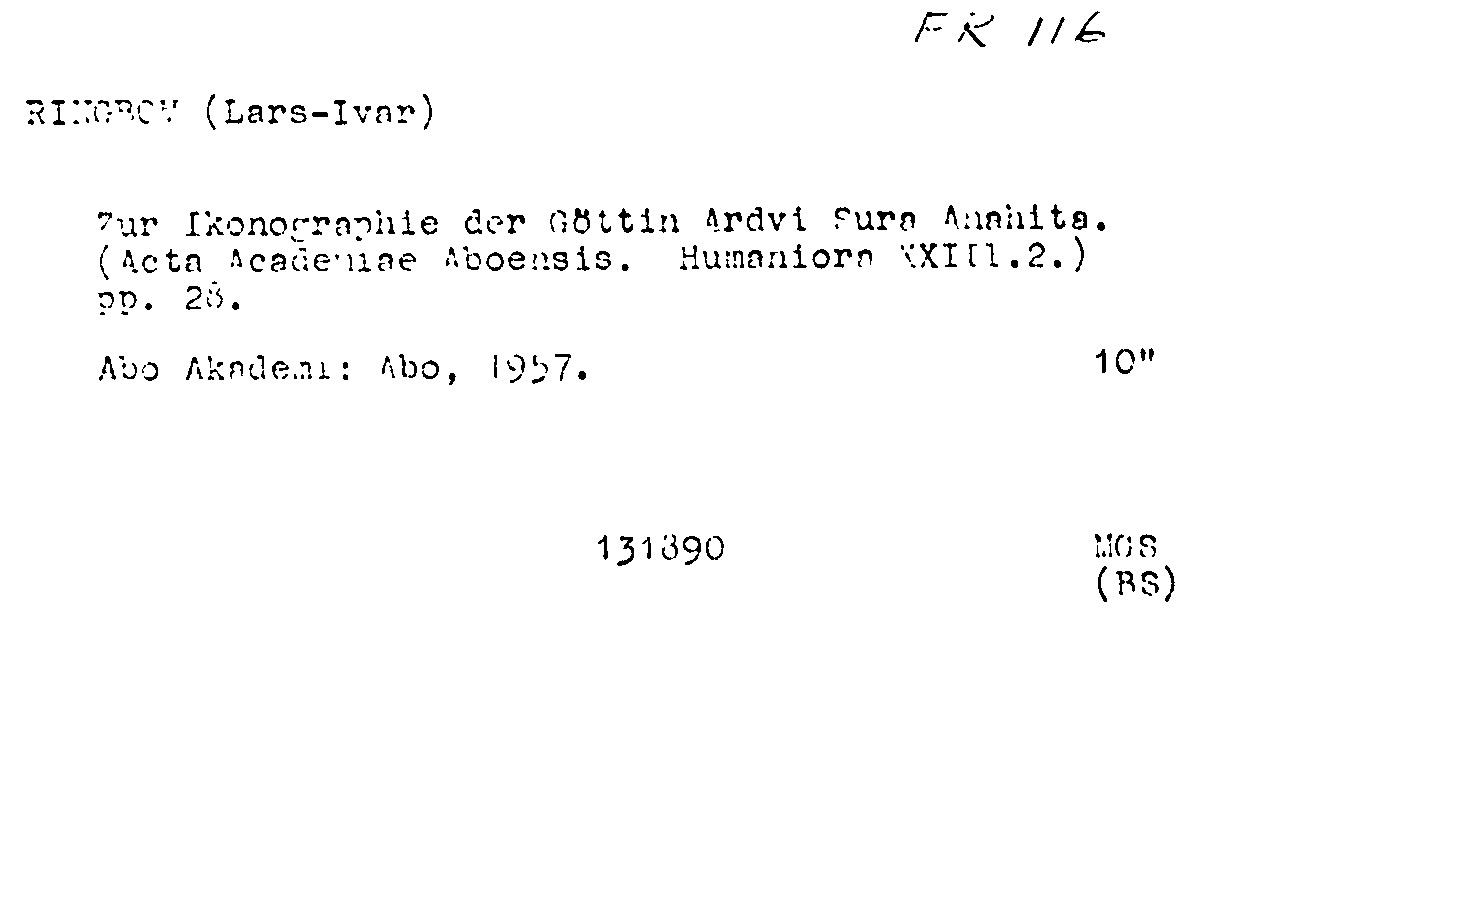 FR 116
RINGBOM (Lars-Ivar)
Zur Ikonographie der Göttin Ardvi Sura Anahita.
(Acta Academiae Aboensis. Humaniora XXIII.2.)
pp. 28.
Abo Akademi: Abo, 1957. 10"
131890 MGS
(BS)